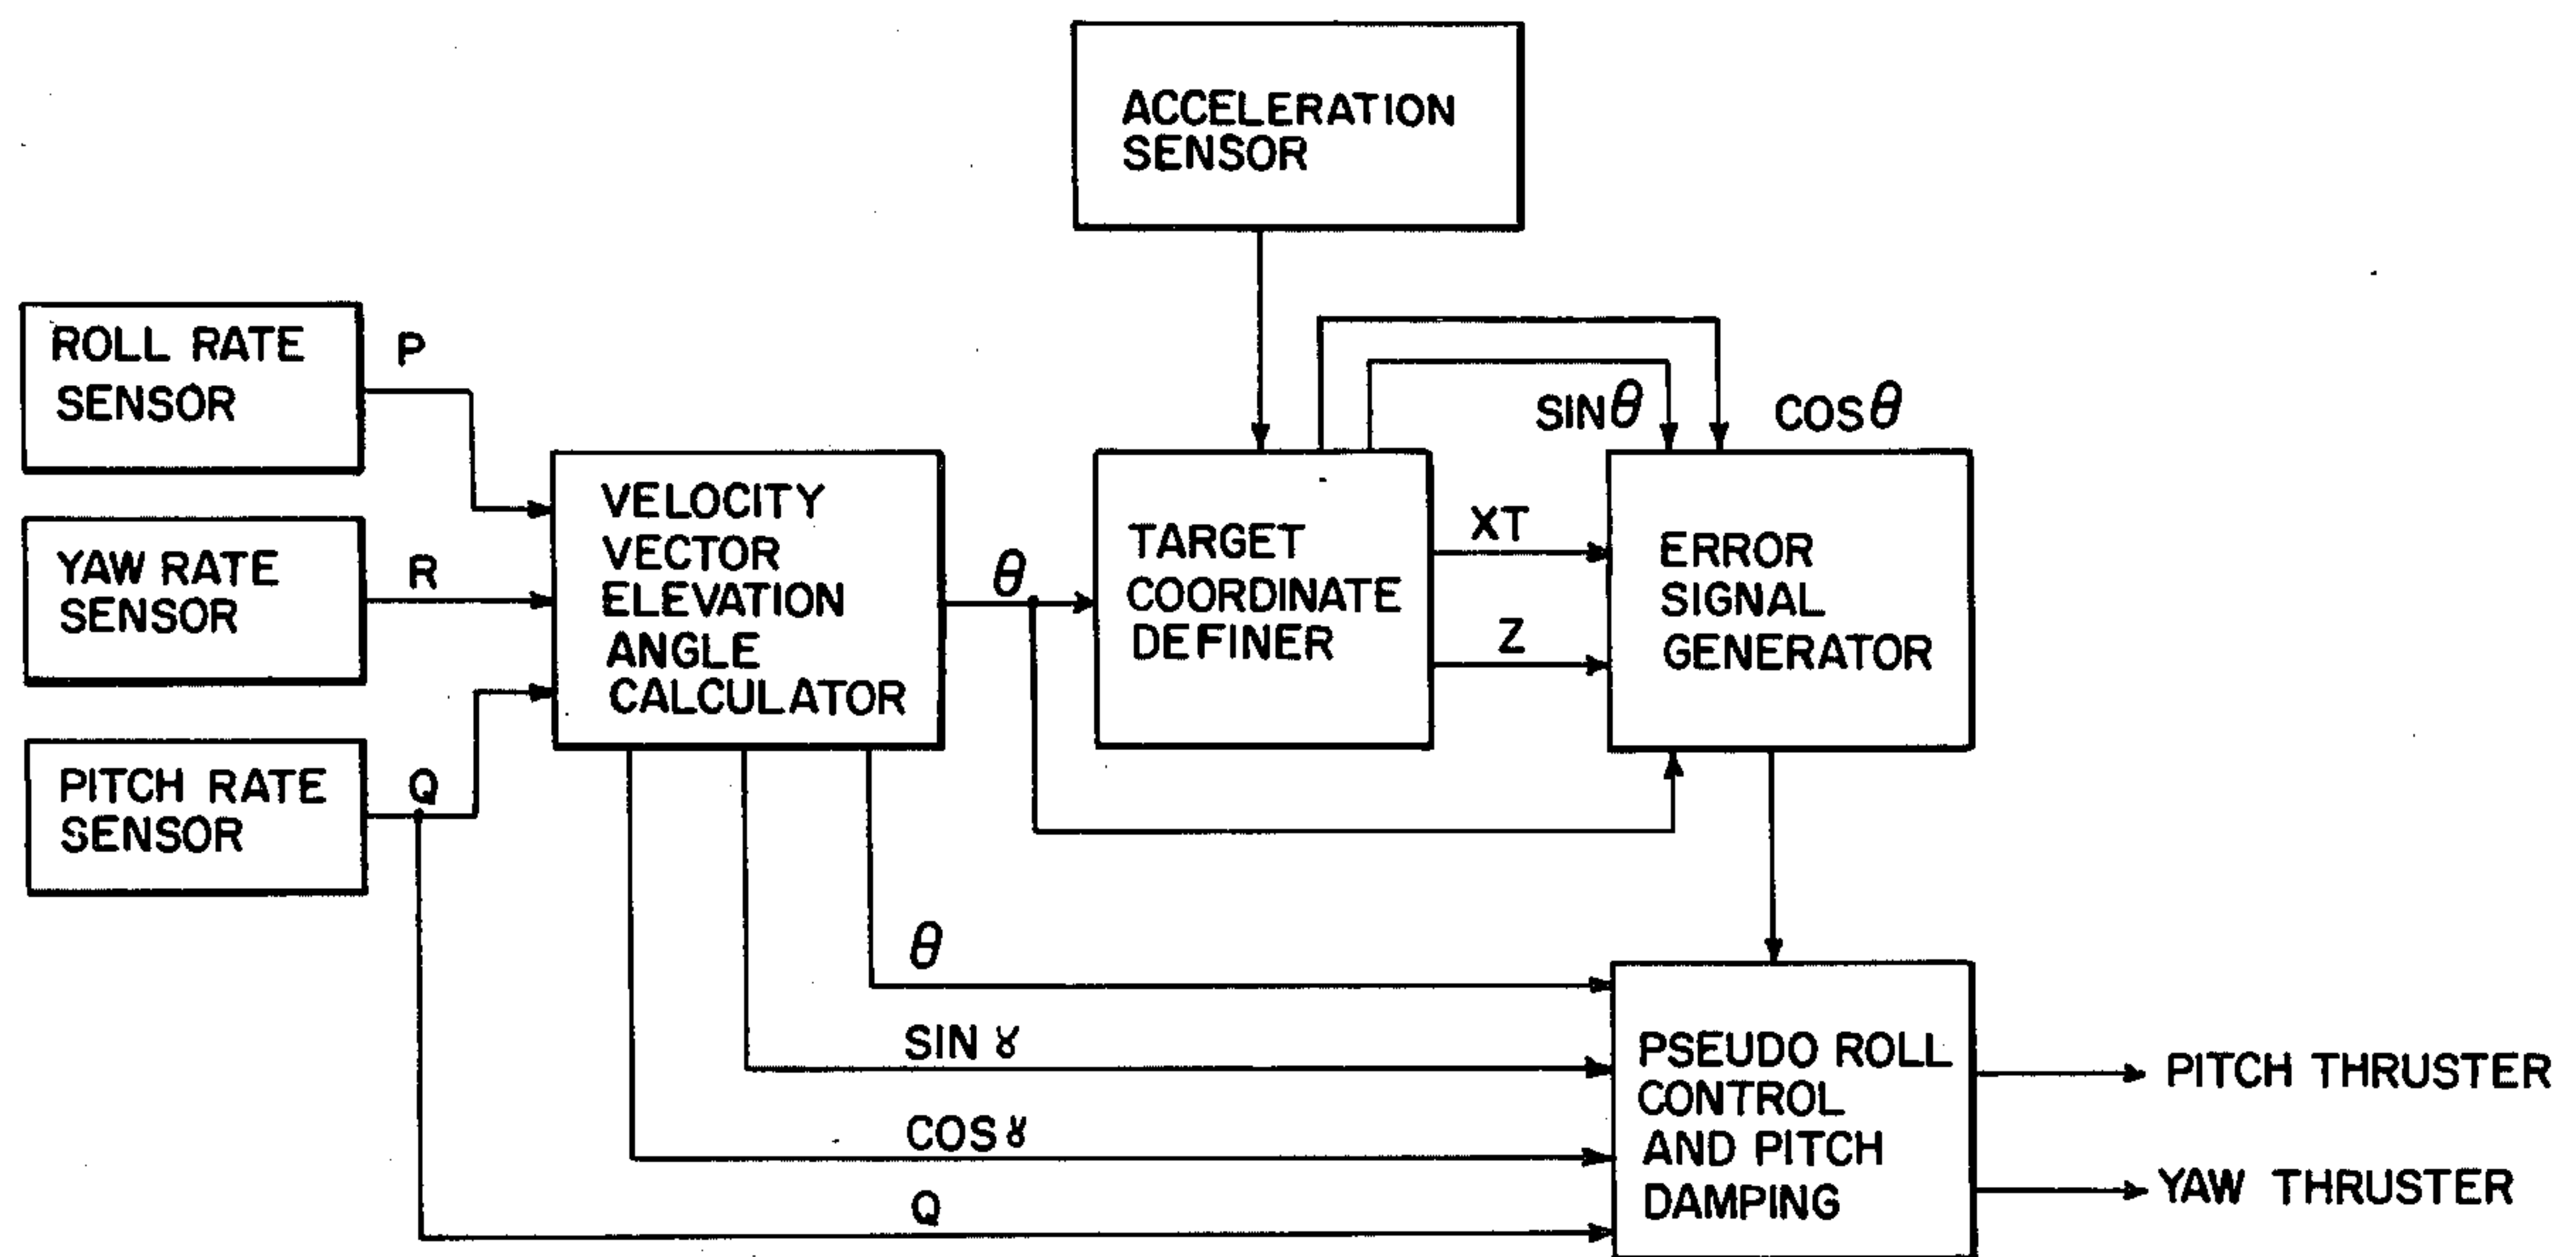 ACCELERATION
SENSOR
ROLL RATE
SENSOR
P
YAW RATE
SENSOR
R
PITCH RATE
SENSOR
Q
VELOCITY
VECTOR
ELEVATION
ANGLE
CALCULATOR
θ
TARGET
COORDINATE
DEFINER
SINθ
COSθ
XT
Z
ERROR
SIGNAL
GENERATOR
θ
SIN ɣ
COS ɣ
Q
PSEUDO ROLL
CONTROL
AND PITCH
DAMPING
PITCH THRUSTER
YAW THRUSTER